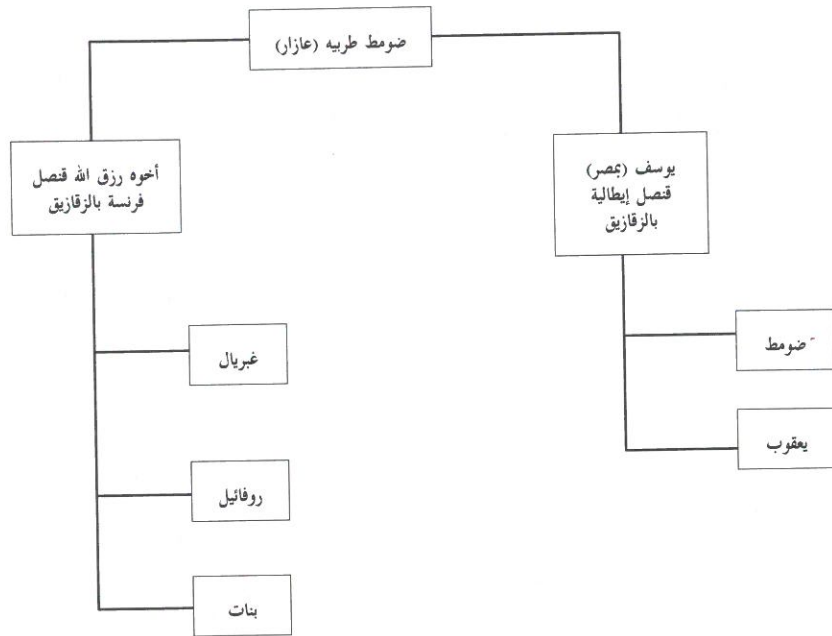 ضومط طربيه (عازار)
يوسف (بمصر)
قنصل إيطالية
بالزقازيق
أخوه رزق الله قنصل
فرنسة بالزقازيق
ضومط
يعقوب
غبريال
روفائيل
بنات